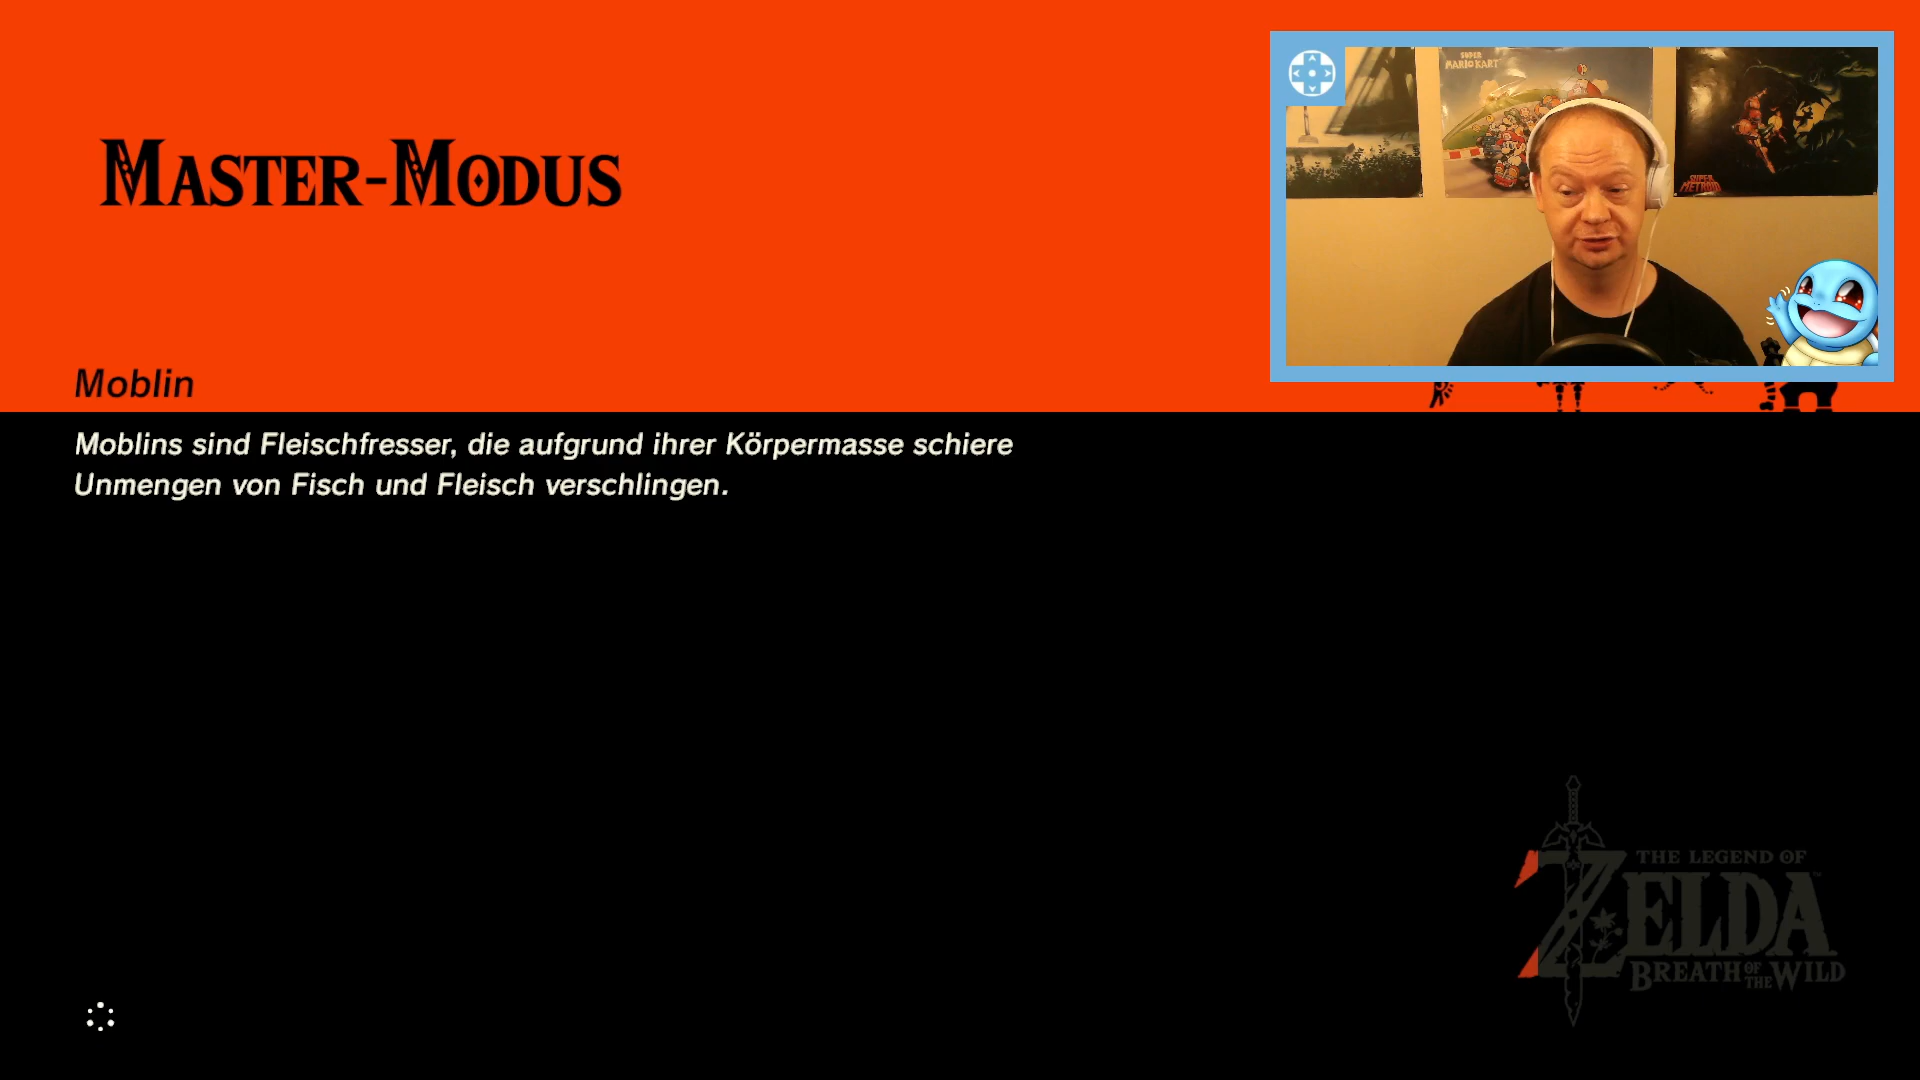 Master-Modus
SUPER
MARIO KART
SUPER
METROID
Moblin
Moblins sind Fleischfresser, die aufgrund ihrer Körpermasse schiere
Unmengen von Fisch und Fleisch verschlingen.
THE LEGEND OF
ZELDA
BREATH OF THE WILD